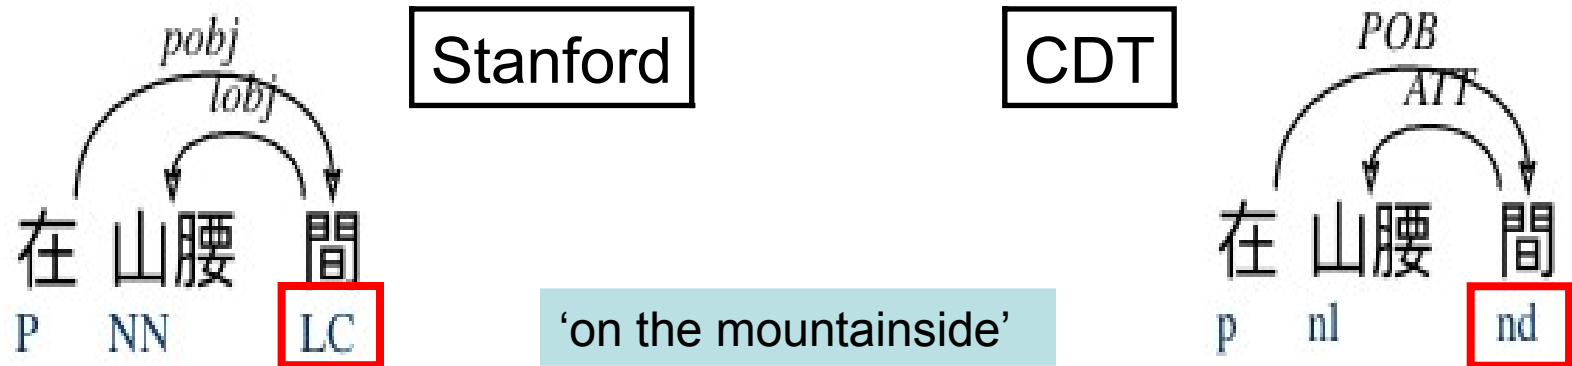 pobj
lobj
Stanford
CDT
POB
ATT
在 山腰 間
P NN LC
‘on the mountainside’
在 山腰 間
p nl nd